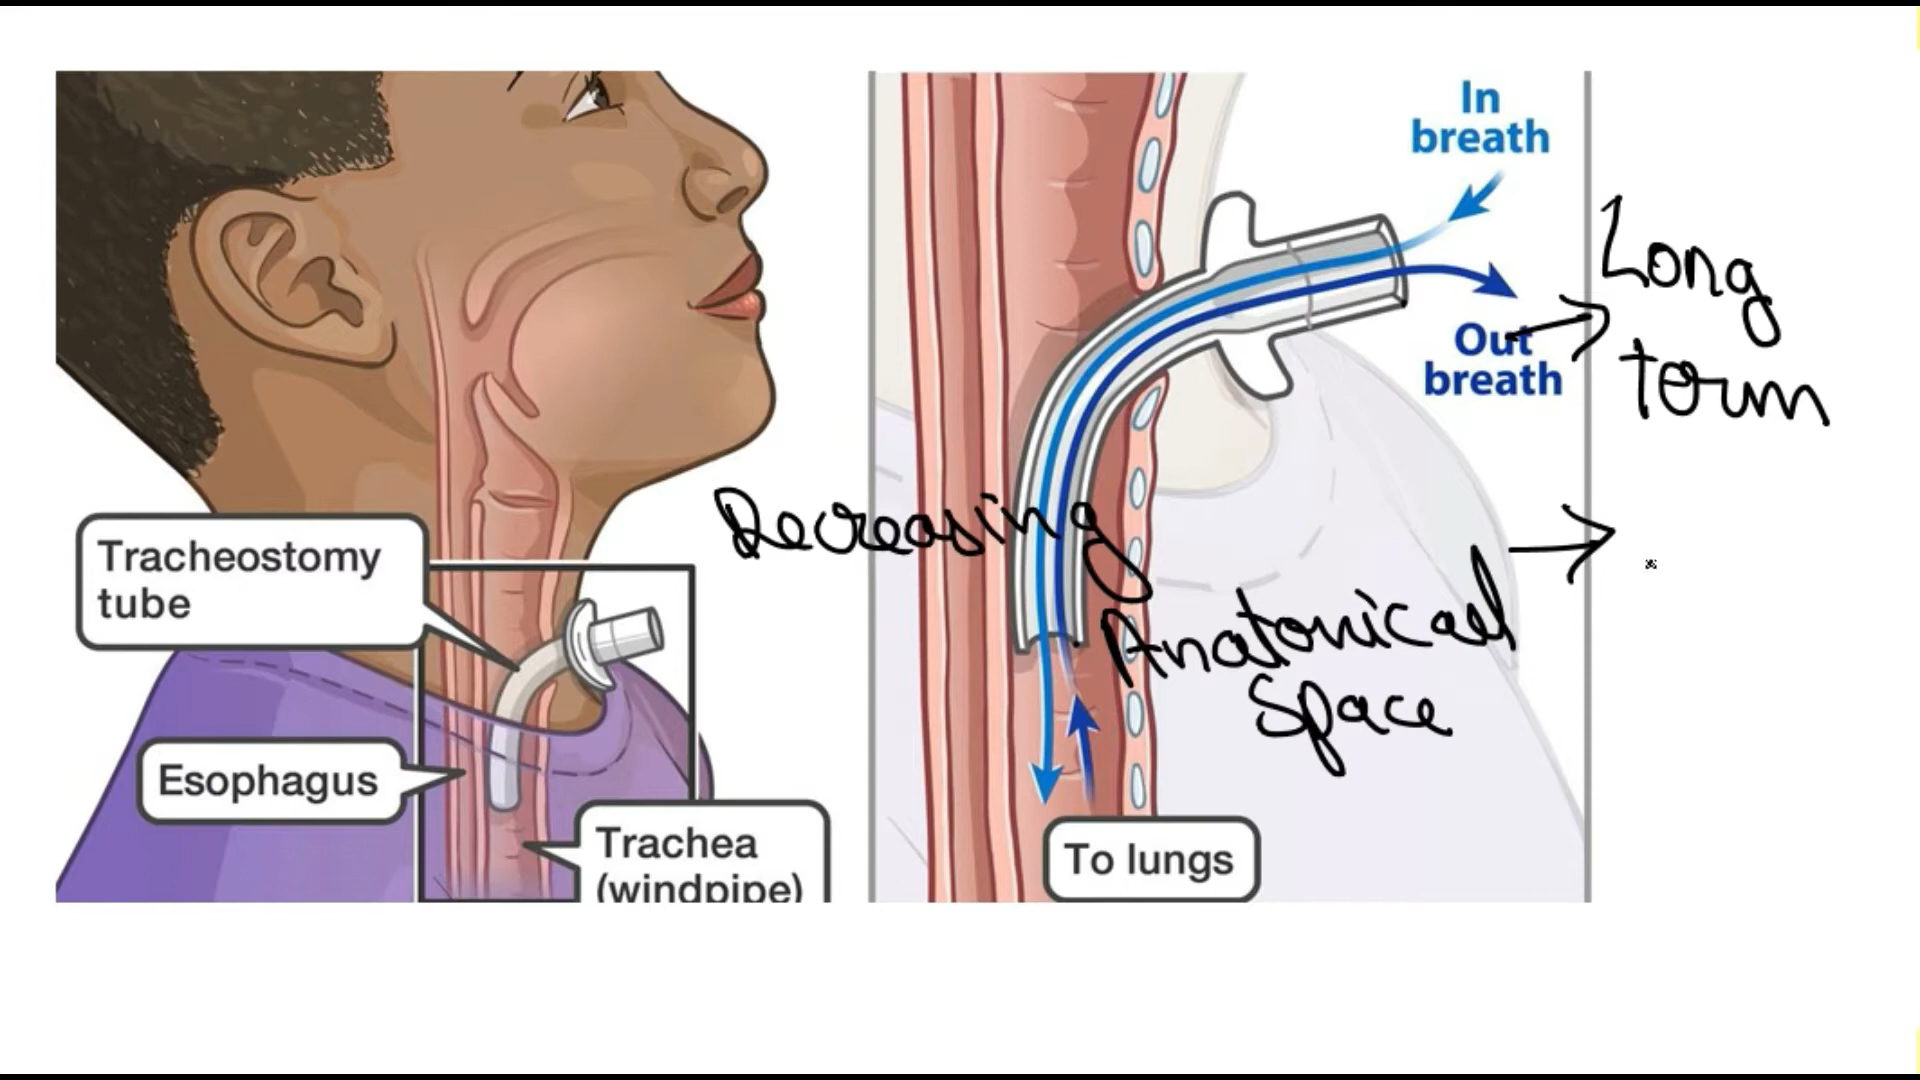 In
breath
Out
breath
Long
term
Tracheostomy
tube
Decreasing
Anatomical
Space
Esophagus
Trachea
(windpipe)
To lungs